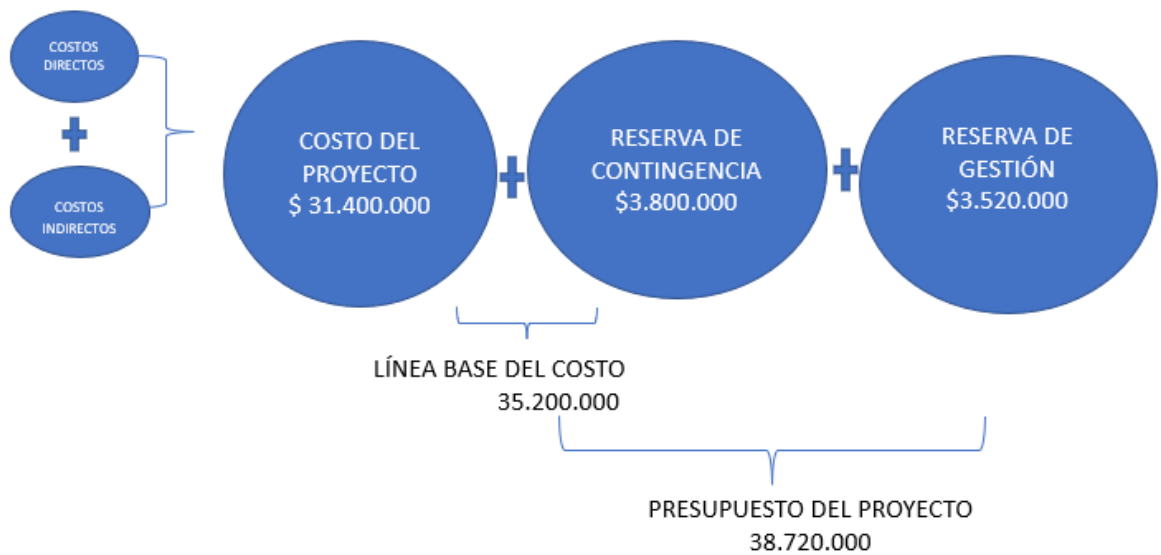 COSTOS
DIRECTOS
COSTOS
INDIRECTOS
COSTO DEL
PROYECTO
$ 31.400.000
RESERVA DE
CONTINGENCIA
$3.800.000
RESERVA DE
GESTIÓN
$3.520.000
LÍNEA BASE DEL COSTO
35.200.000
PRESUPUESTO DEL PROYECTO
38.720.000